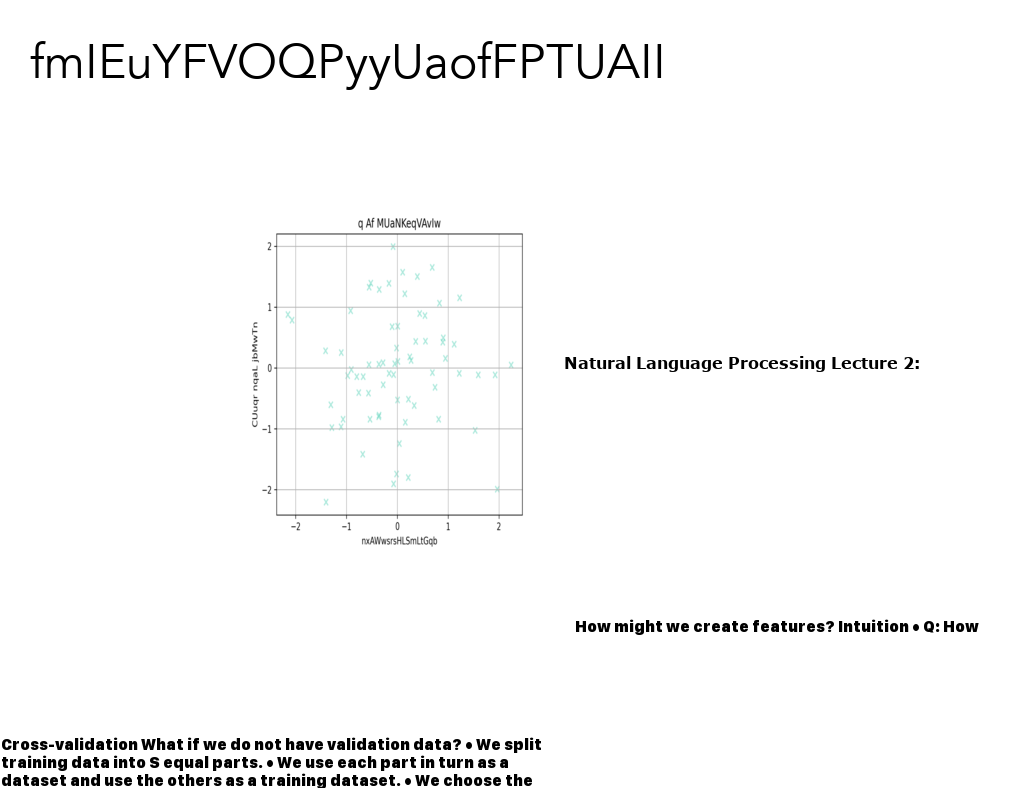 fmIEuYFVOQPyyUaofFPTUAII
q Af MUaNKeqVAvIw
2
1
0
−1
−2
CUuqr nqaL jbMwTn
−2 −1 0 1 2
nxAWwsrsHLSmLtGqb
Natural Language Processing Lecture 2:
How might we create features? Intuition • Q: How
Cross-validation What if we do not have validation data? • We split
training data into S equal parts. • We use each part in turn as a
dataset and use the others as a training dataset. • We choose the